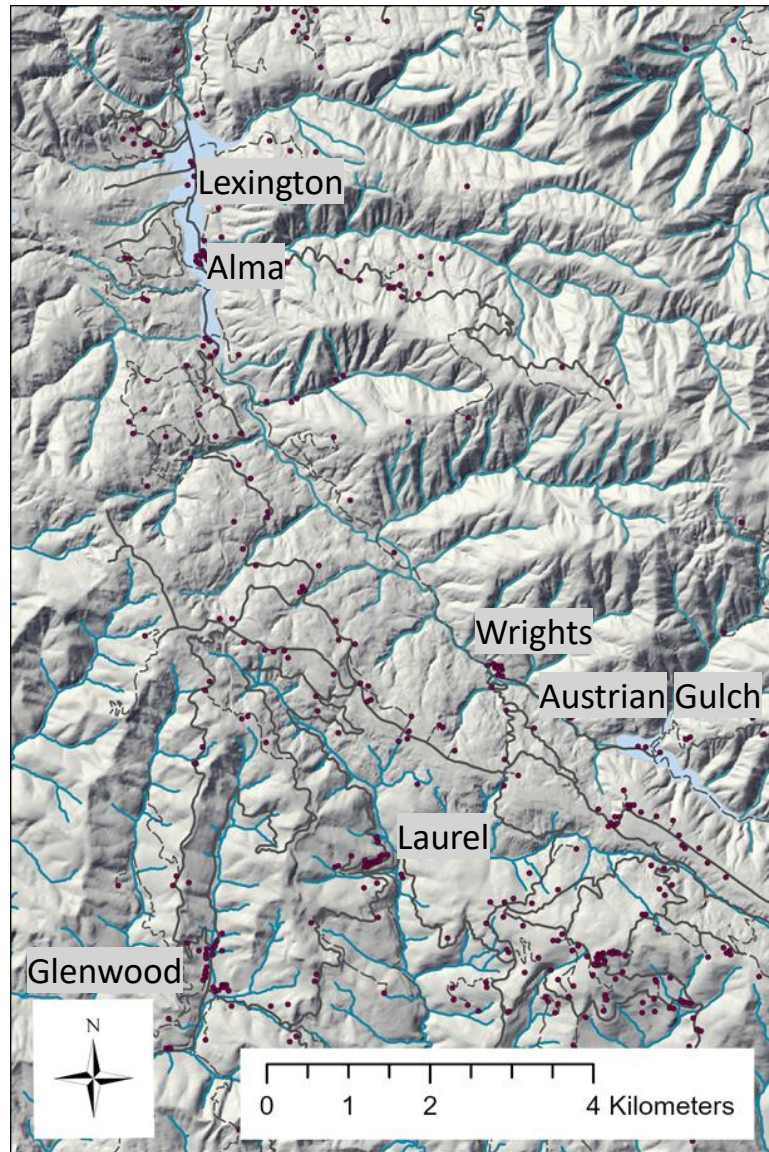 Lexington
Alma
Wrights
Austrian Gulch
Laurel
Glenwood
N
0 1 2 4 Kilometers